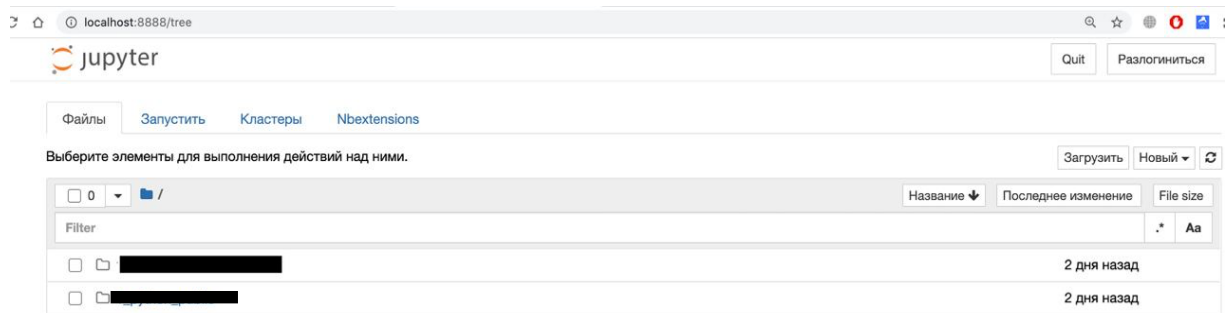 localhost:8888/tree
jupyter Quit Разлогиниться
Файлы Запустить Кластеры Nbextensions
Выберите элементы для выполнения действий над ними. Загрузить Новый
0 / Название Последнее изменение File size
Filter .* Aa
2 дня назад
2 дня назад